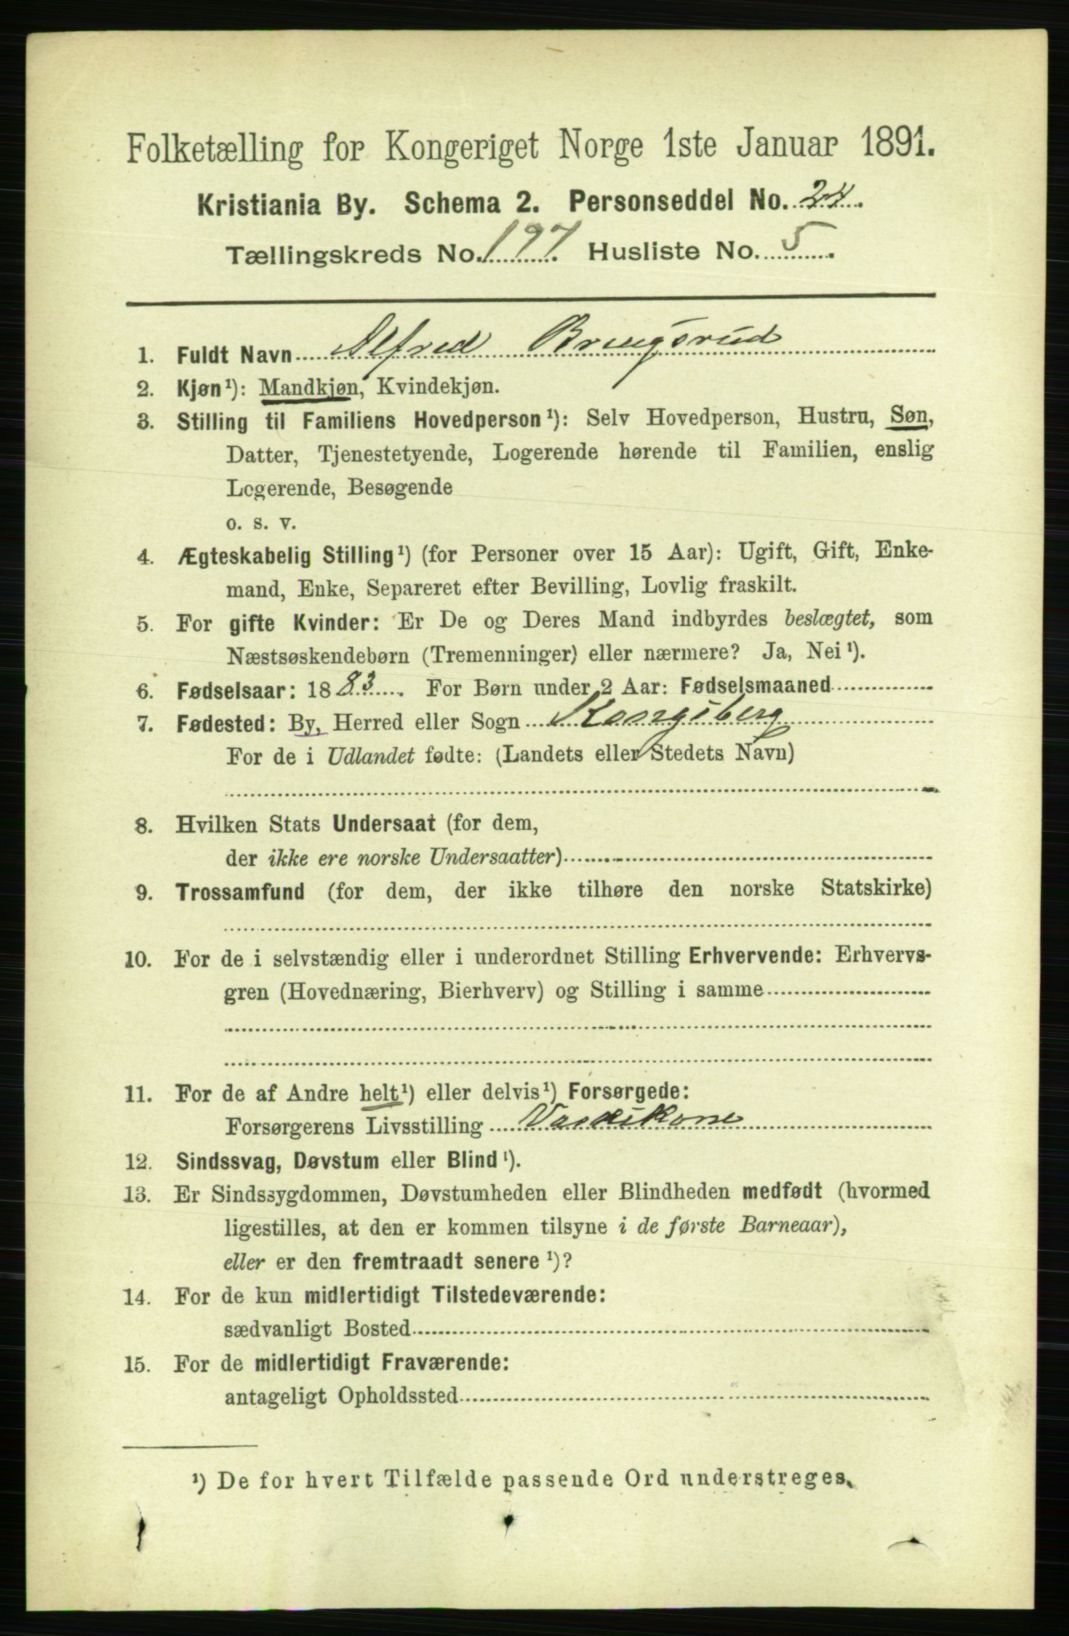 Folketælling for Kongeriget Norge 1ste Januar 1891.
Kristiania By. Schema 2. Personseddel No. 24.
Tællingskreds No. 197. Husliste No. 5.
1. Fuldt Navn Alfred Bringsrud
2. Kjøn¹): Mandkjøn, Kvindekjøn.
3. Stilling til Familiens Hovedperson¹): Selv Hovedperson, Hustru, Søn,
Datter, Tjenestetyende, Logerende hørende til Familien, enslig
Logerende, Besøgende
o. s. v.
4. Ægteskabelig Stilling¹) (for Personer over 15 Aar): Ugift, Gift, Enke-
mand, Enke, Separeret efter Bevilling, Lovlig fraskilt.
5. For gifte Kvinder: Er De og Deres Mand indbyrdes beslægtet, som
Næstsøskendebørn (Tremenninger) eller nærmere? Ja, Nei¹).
6. Fødselsaar: 1883. For Børn under 2 Aar: Fødselsmaaned
7. Fødested: By, Herred eller Sogn Kongsberg
For de i Udlandet fødte: (Landets eller Stedets Navn)
8. Hvilken Stats Undersaat (for dem,
der ikke ere norske Undersaatter)
9. Trossamfund (for dem, der ikke tilhøre den norske Statskirke)
10. For de i selvstændig eller i underordnet Stilling Erhvervende: Erhvervs-
gren (Hovednæring, Bierhverv) og Stilling i samme
11. For de af Andre helt¹) eller delvis¹) Forsørgede:
Forsørgerens Livsstilling Vaskekone
12. Sindssvag, Døvstum eller Blind¹).
13. Er Sindssygdommen, Døvstumheden eller Blindheden medfødt (hvormed
ligestilles, at den er kommen tilsyne i de første Barneaar),
eller er den fremtraadt senere¹)?
14. For de kun midlertidigt Tilstedeværende:
sædvanligt Bosted
15. For de midlertidigt Fraværende:
antageligt Opholdssted
¹) De for hvert Tilfælde passende Ord understreges.